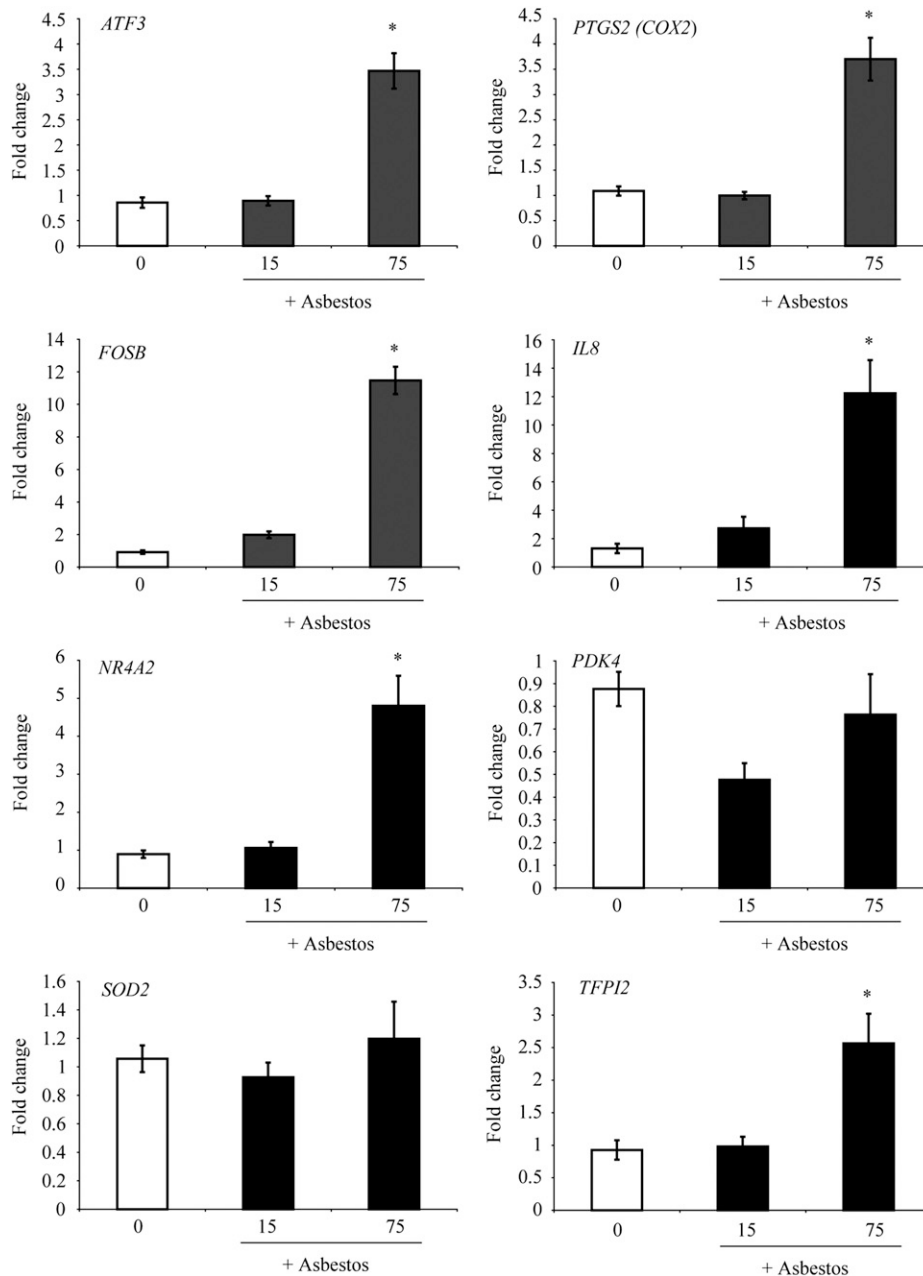 ATF3
*
4.5
4
3.5
3
2.5
2
1.5
1
0.5
0
Fold change
0 15 75
+ Asbestos
PTGS2 (COX2)
*
4.5
4
3.5
3
2.5
2
1.5
1
0.5
0
Fold change
0 15 75
+ Asbestos
FOSB
*
14
12
10
8
6
4
2
0
Fold change
0 15 75
+ Asbestos
IL8
*
16
14
12
10
8
6
4
2
0
Fold change
0 15 75
+ Asbestos
NR4A2
*
6
5
4
3
2
1
0
Fold change
0 15 75
+ Asbestos
PDK4
1
0.9
0.8
0.7
0.6
0.5
0.4
0.3
0.2
0.1
0
Fold change
0 15 75
+ Asbestos
SOD2
1.6
1.4
1.2
1
0.8
0.6
0.4
0.2
0
Fold change
0 15 75
+ Asbestos
TFPI2
*
3.5
3
2.5
2
1.5
1
0.5
0
Fold change
0 15 75
+ Asbestos